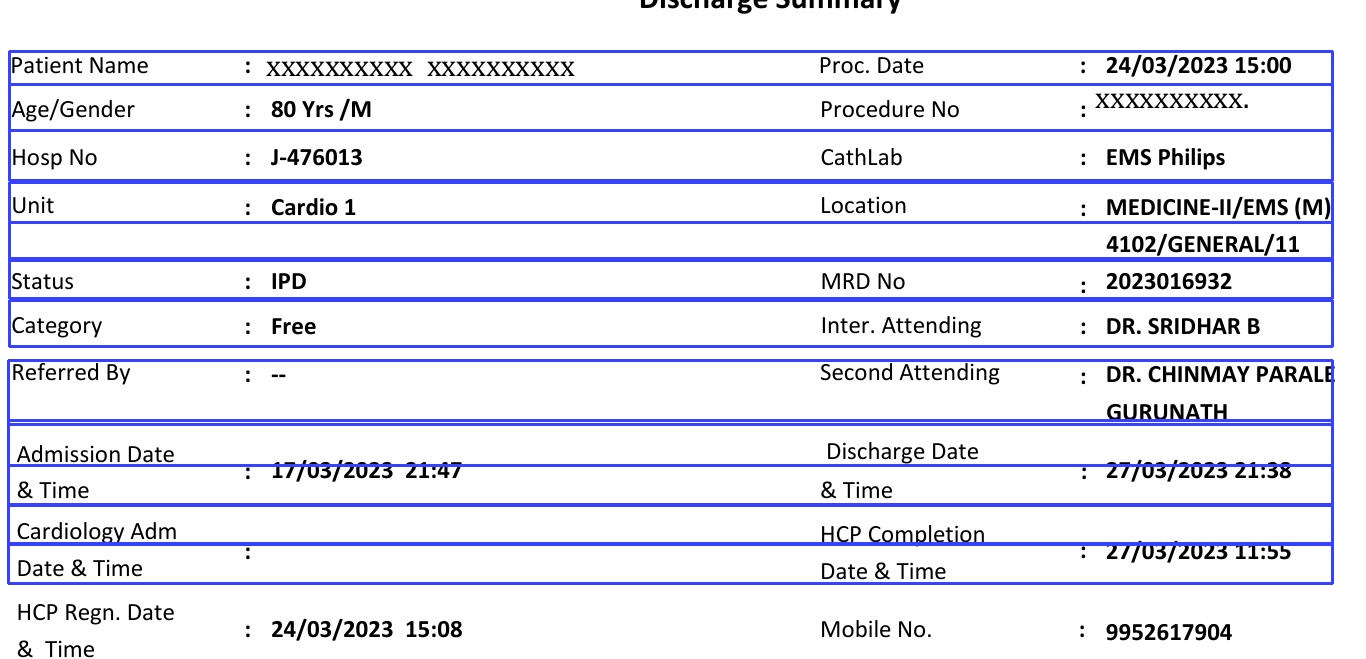 Discharge Summary
Patient Name : XXXXXXXXXX XXXXXXXXXX Proc. Date : 24/03/2023 15:00
Age/Gender : 80 Yrs /M Procedure No : XXXXXXXXXX.
Hosp No : J-476013 CathLab : EMS Philips
Unit : Cardio 1 Location : MEDICINE-II/EMS (M)
4102/GENERAL/11
Status : IPD MRD No : 2023016932
Category : Free Inter. Attending : DR. SRIDHAR B
Referred By : -- Second Attending : DR. CHINMAY PARALE
GURUNATH
Admission Date Discharge Date
: 17/03/2023 21:47 : 27/03/2023 21:38
& Time & Time
Cardiology Adm HCP Completion
: : 27/03/2023 11:55
Date & Time Date & Time
HCP Regn. Date
: 24/03/2023 15:08 Mobile No. : 9952617904
& Time